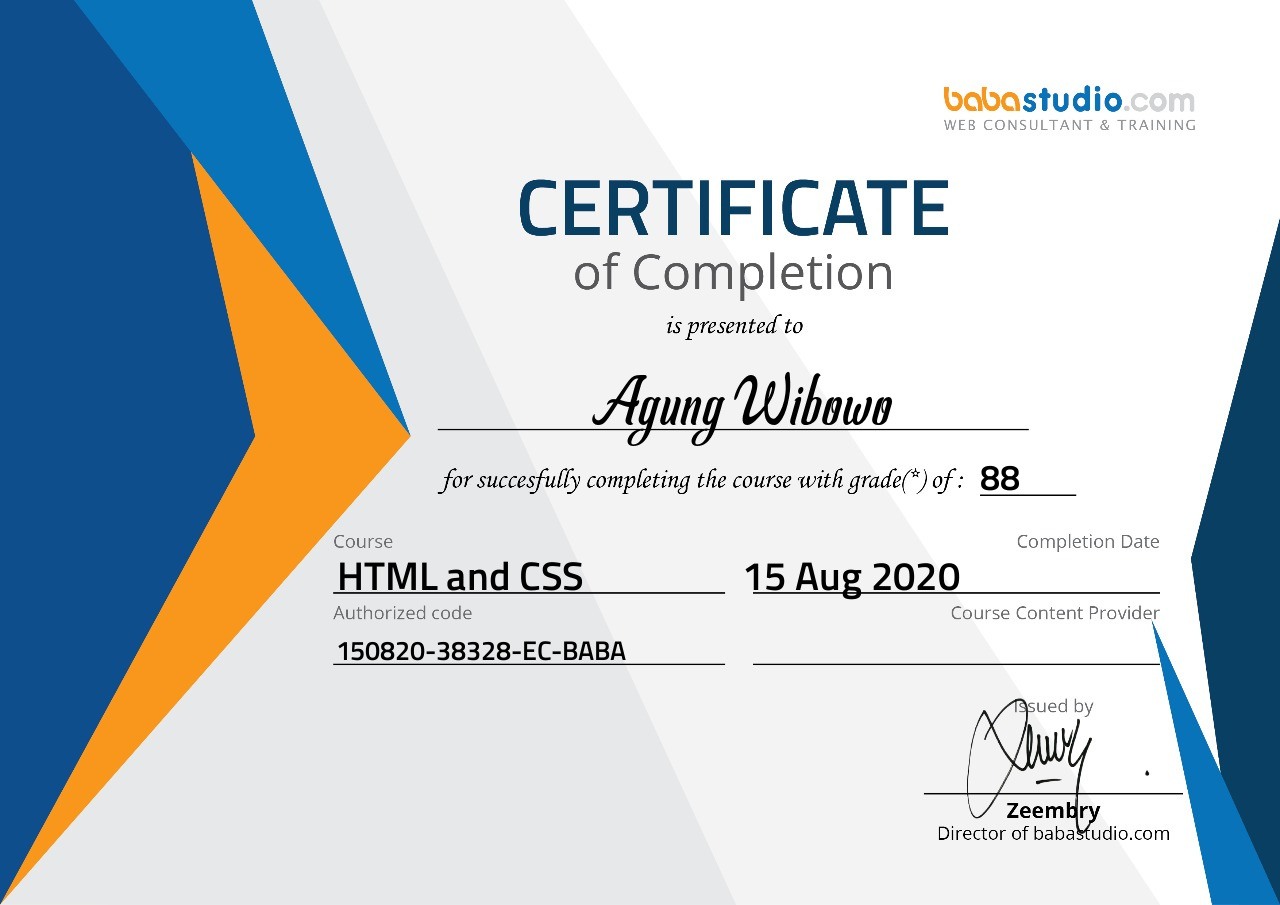 babastudio.com
WEB CONSULTANT & TRAINING
CERTIFICATE
of Completion
is presented to
Agung Wibowo
for succesfully completing the course with grade(*) of : 88
Course
Completion Date
HTML and CSS
15 Aug 2020
Authorized code
Course Content Provider
150820-38328-EC-BABA
Issued by
Zeembry
Director of babastudio.com